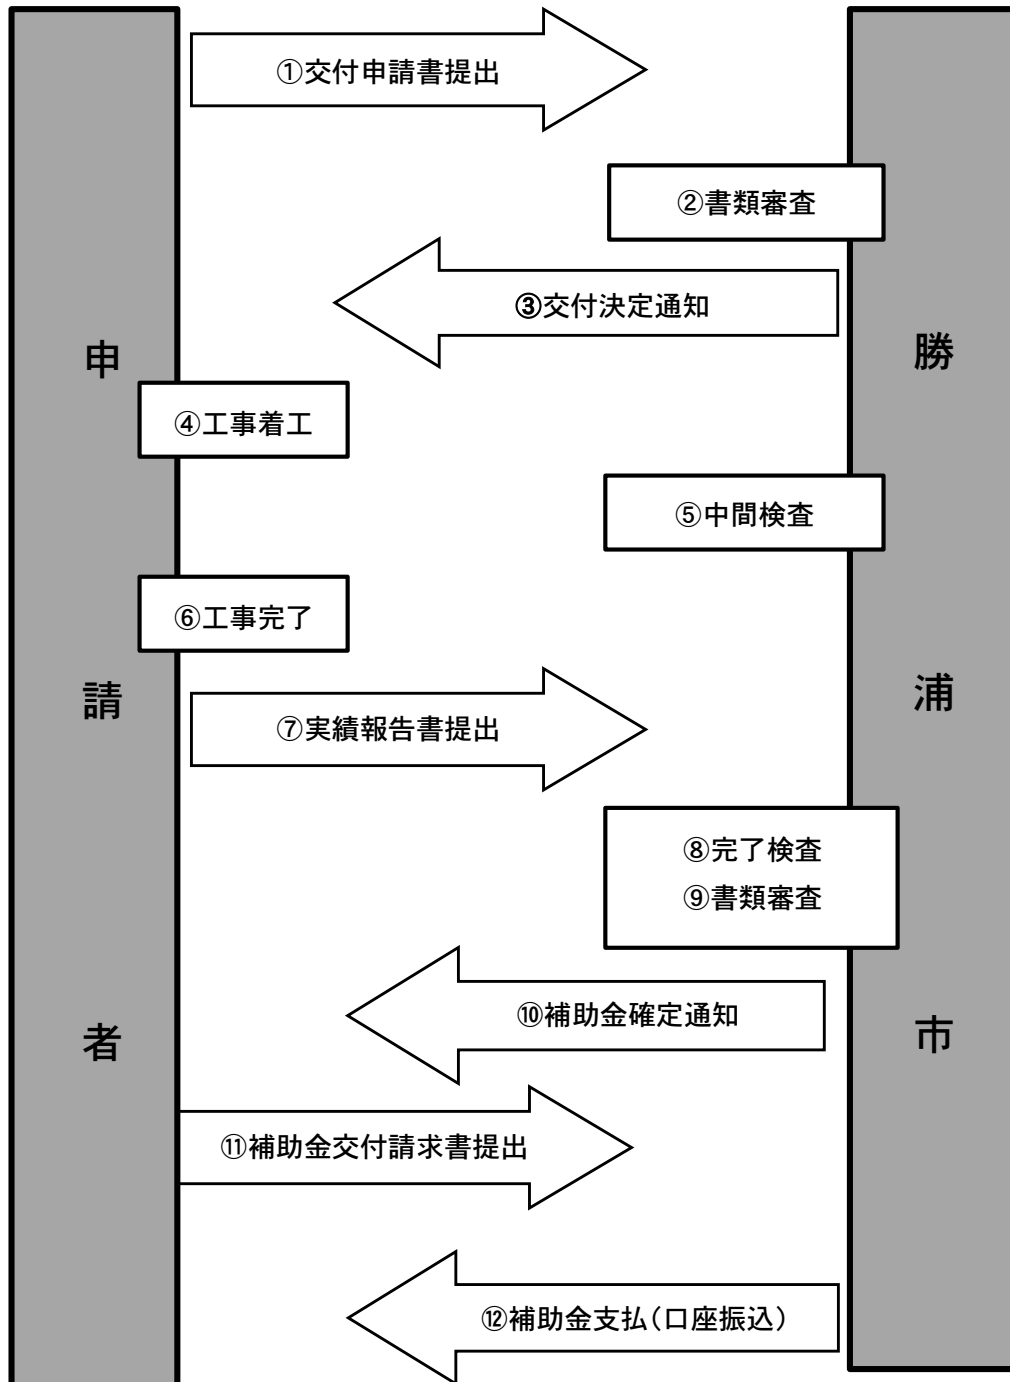 ①交付申請書提出
②書類審査
③交付決定通知
④工事着工
⑤中間検査
⑥工事完了
⑦実績報告書提出
⑧完了検査
⑨書類審査
⑩補助金確定通知
⑪補助金交付請求書提出
⑫補助金支払(口座振込)
申請者
勝浦市